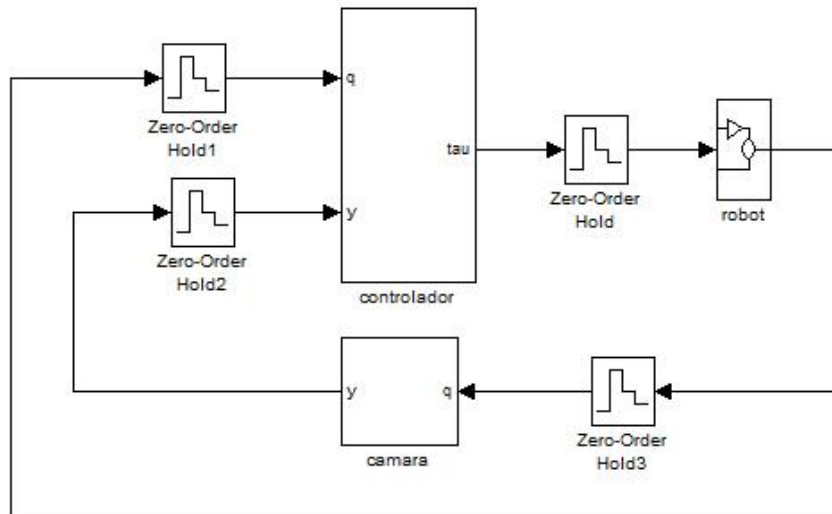 q
Zero-Order
Hold1
tau
Zero-Order
Hold
robot
y
Zero-Order
Hold2
controlador
y
q
camara
Zero-Order
Hold3